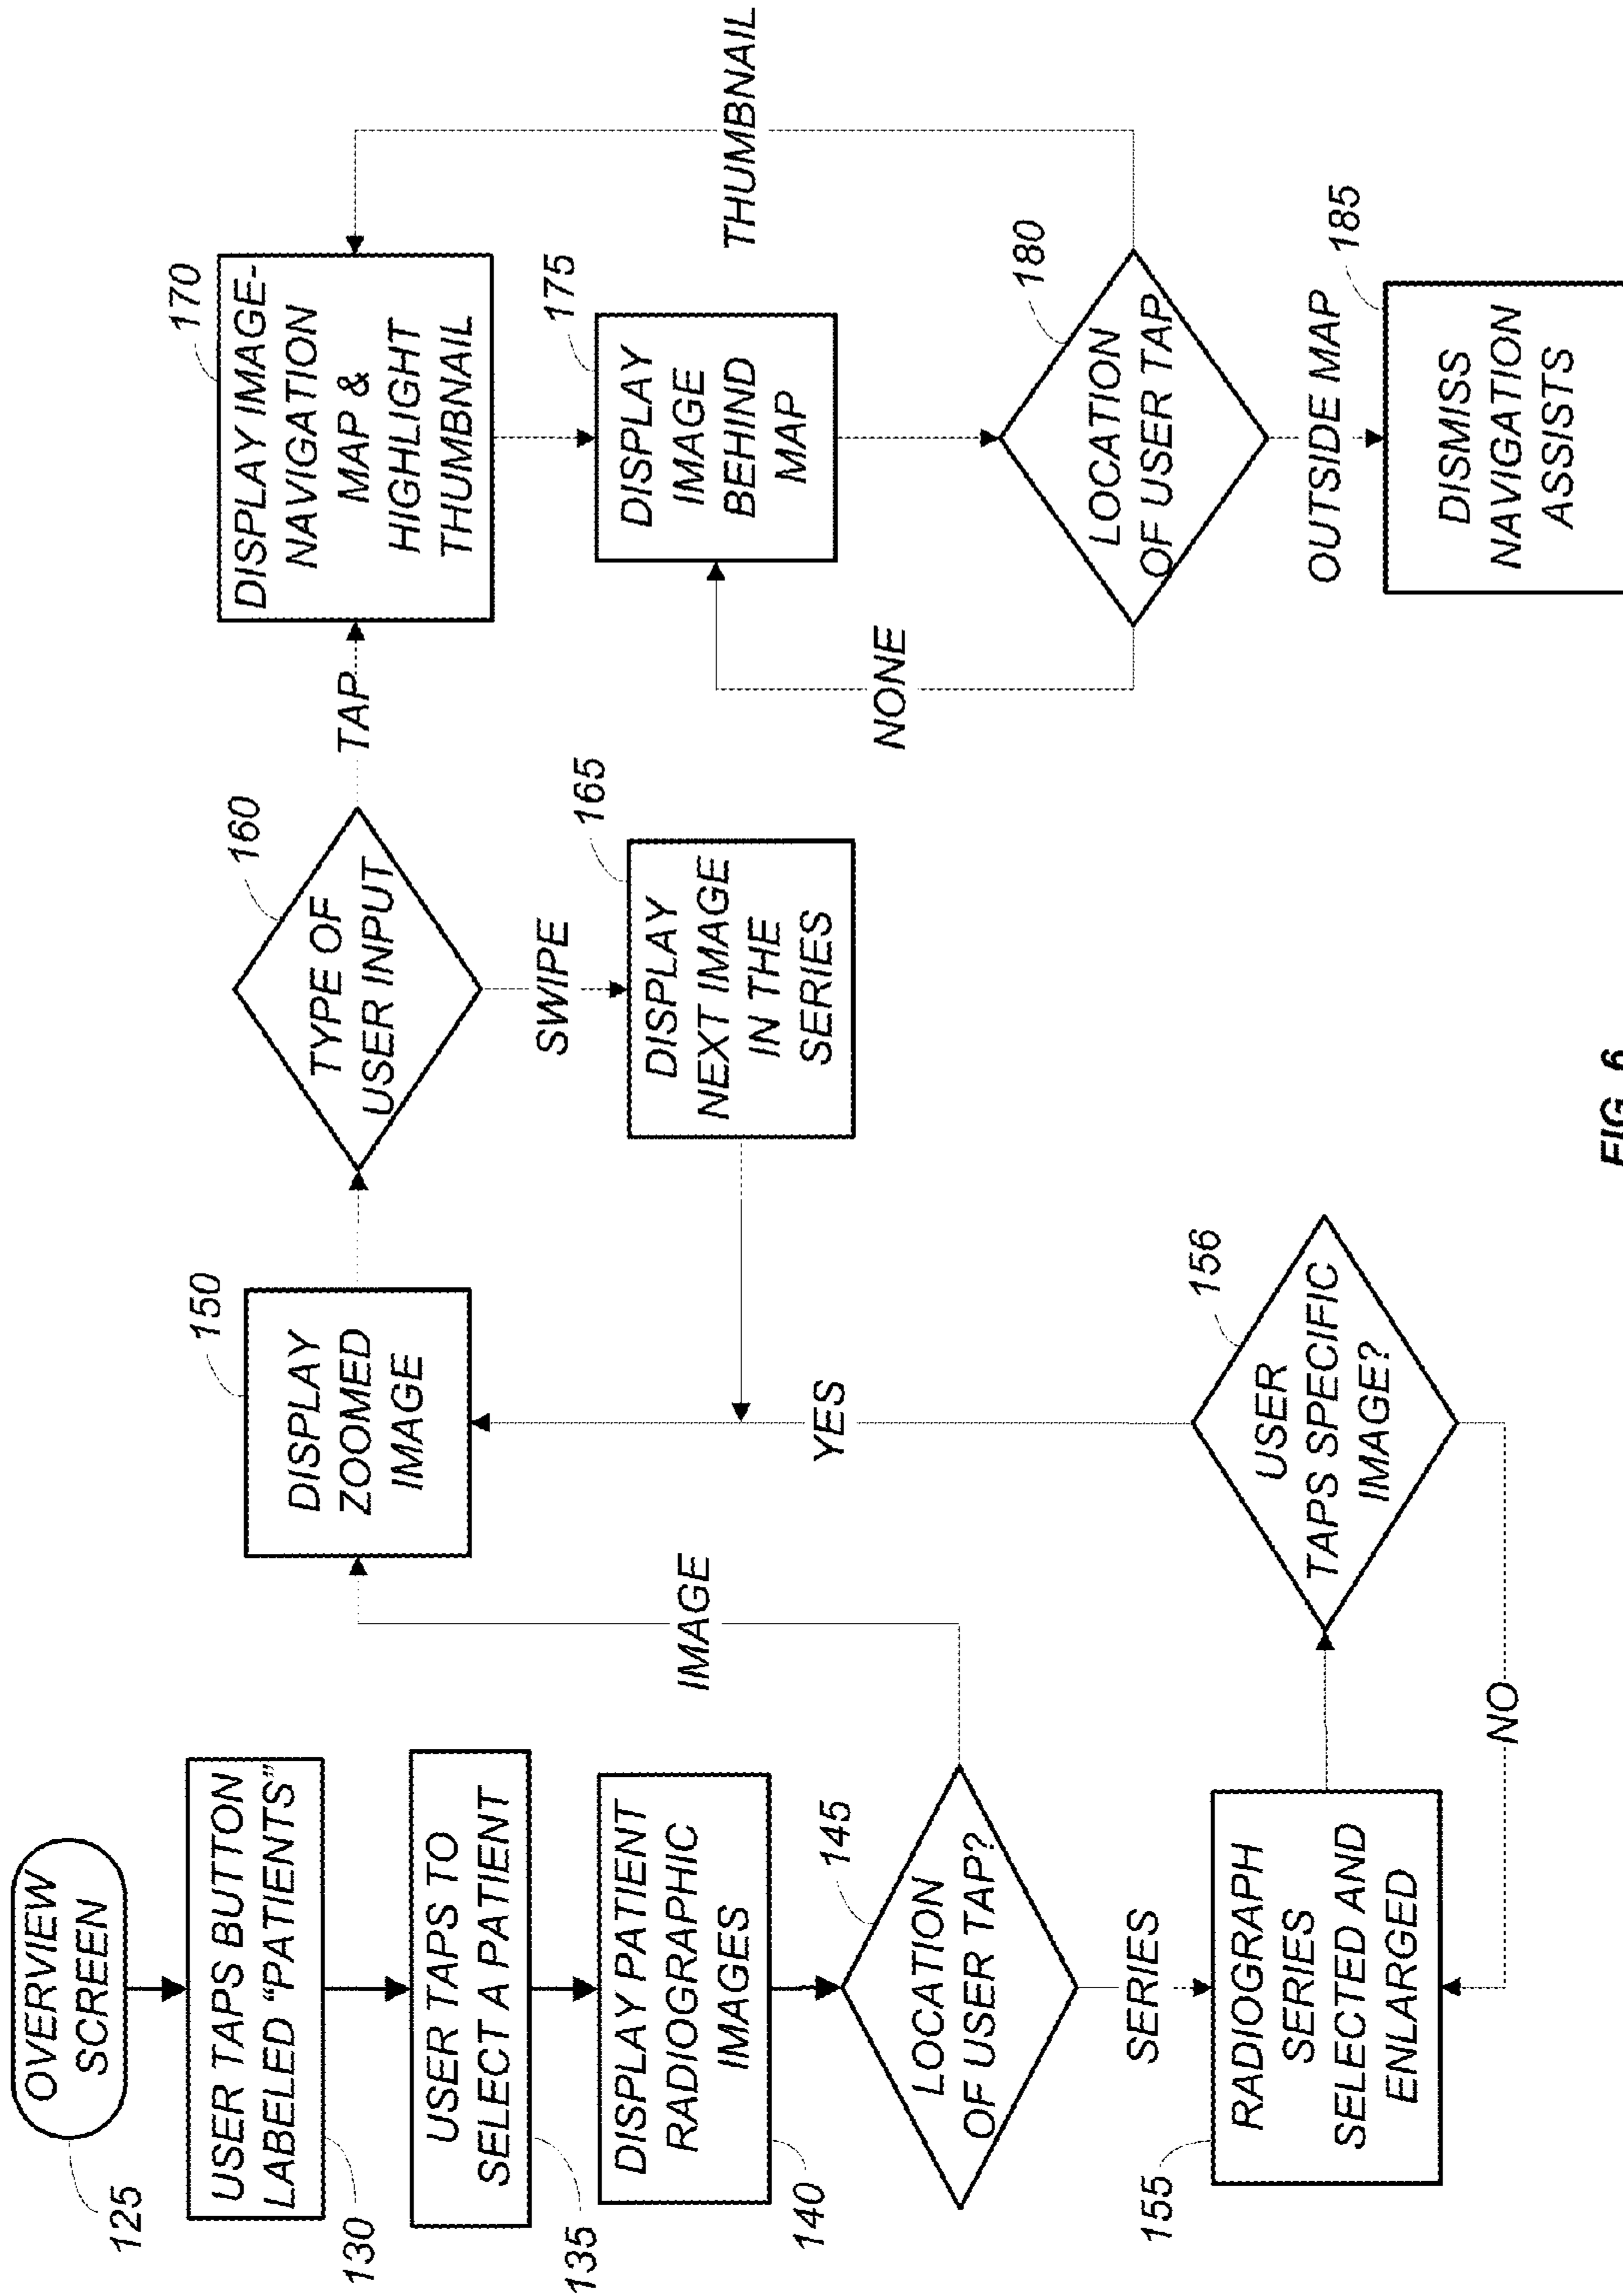 OVERVIEW
SCREEN
125
USER TAPS BUTTON
LABELED “PATIENTS”
130
USER TAPS TO
SELECT A PATIENT
135
DISPLAY PATIENT
RADIOGRAPHIC
IMAGES
140
LOCATION
OF USER TAP?
145
IMAGE
SERIES
RADIOGRAPH
SERIES
SELECTED AND
ENLARGED
155
NO
USER
TAPS SPECIFIC
IMAGE?
156
YES
DISPLAY
ZOOMED
IMAGE
150
TYPE OF
USER INPUT
160
SWIPE
DISPLAY
NEXT IMAGE
IN THE
SERIES
165
TAP
DISPLAY IMAGE-
NAVIGATION
MAP &
HIGHLIGHT
THUMBNAIL
170
DISPLAY
IMAGE
BEHIND
MAP
175
NONE
LOCATION
OF USER TAP
180
THUMBNAIL
OUTSIDE MAP
DISMISS
NAVIGATION
ASSISTS
185
FIG. 6